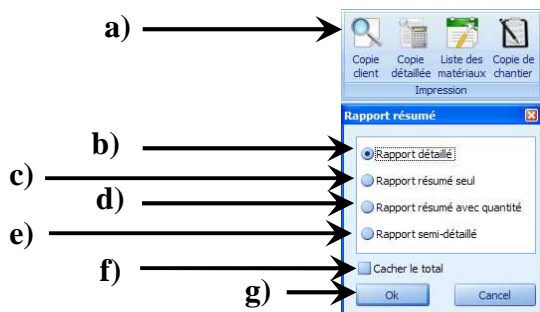 a)
Copie Copie Liste des Copie de
client détaillée matériaux chantier
Impression
Rapport résumé
b)
Rapport détaillé
c)
Rapport résumé seul
d)
Rapport résumé avec quantité
e)
Rapport semi-détaillé
f)
Cacher le total
g)
Ok Cancel